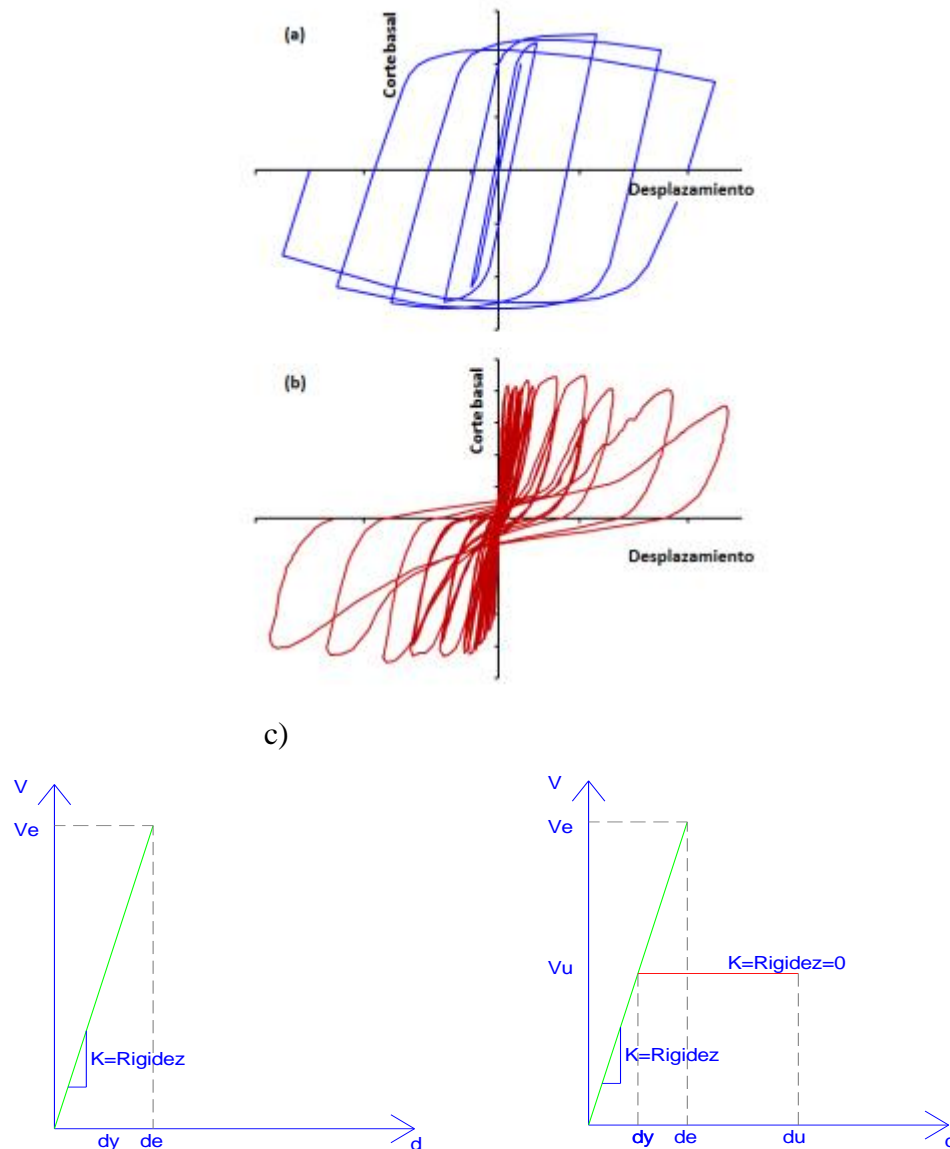 (a)
Corte basal
Desplazamiento
(b)
Corte basal
Desplazamiento
c)
V
Ve
K=Rigidez
dy de d
V
Ve
Vu
K=Rigidez=0
K=Rigidez
dy de du d